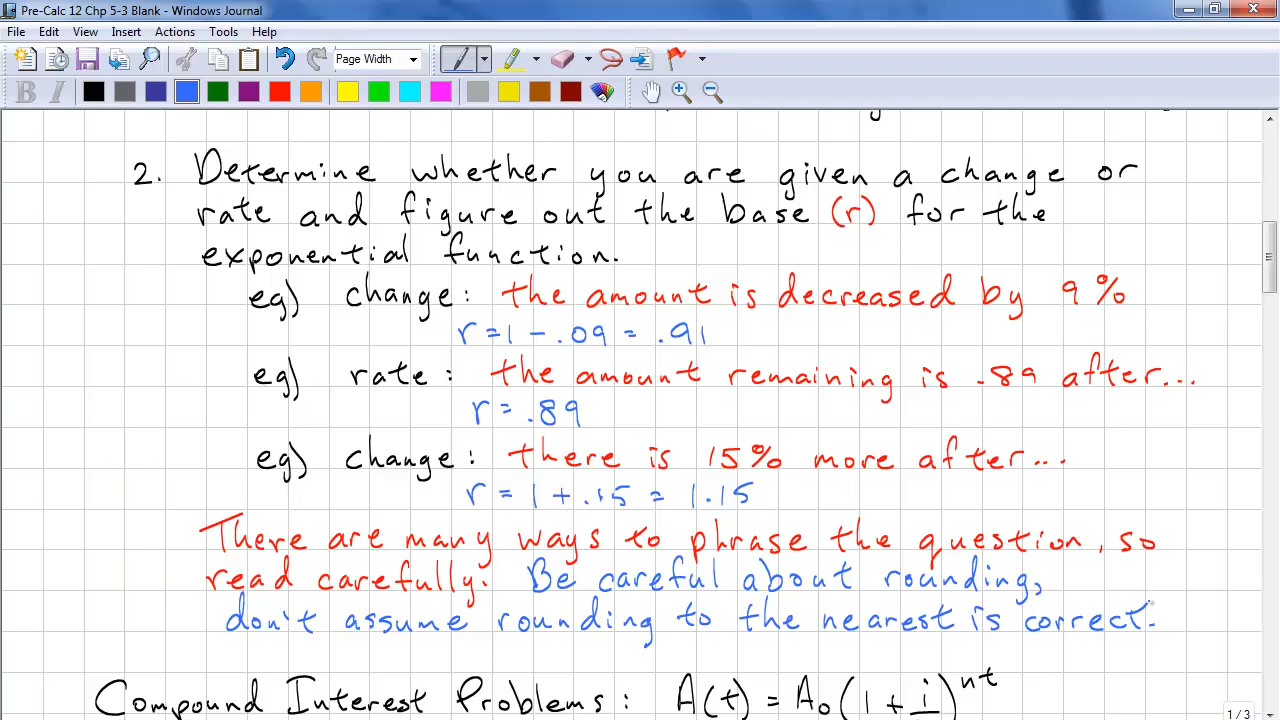 Pre-Calc 12 Chp 5-3 Blank - Windows Journal
File Edit View Insert Actions Tools Help
Page Width
B I
2. Determine whether you are given a change or
rate and figure out the base (r) for the
exponential function.
eg) change: the amount is decreased by 9%
r = 1 - .09 = .91
eg) rate: the amount remaining is .89 after...
r = .89
eg) change: there is 15% more after...
r = 1 + .15 = 1.15
There are many ways to phrase the question, so
read carefully. Be careful about rounding,
don't assume rounding to the nearest is correct.
Compound Interest Problems: A(t) = A₀(1 + i)ⁿᵗ
1/3